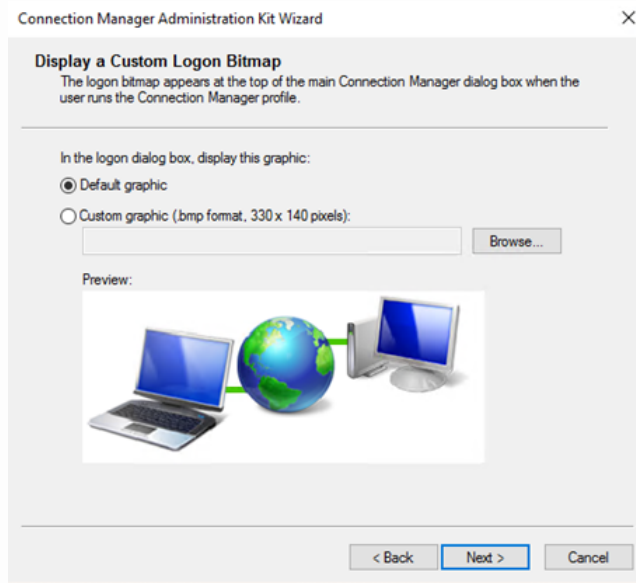 Connection Manager Administration Kit Wizard
Display a Custom Logon Bitmap
The logon bitmap appears at the top of the main Connection Manager dialog box when the
user runs the Connection Manager profile.
In the logon dialog box, display this graphic:
Default graphic
Custom graphic (.bmp format, 330 x 140 pixels):
Browse...
Preview:
< Back Next > Cancel